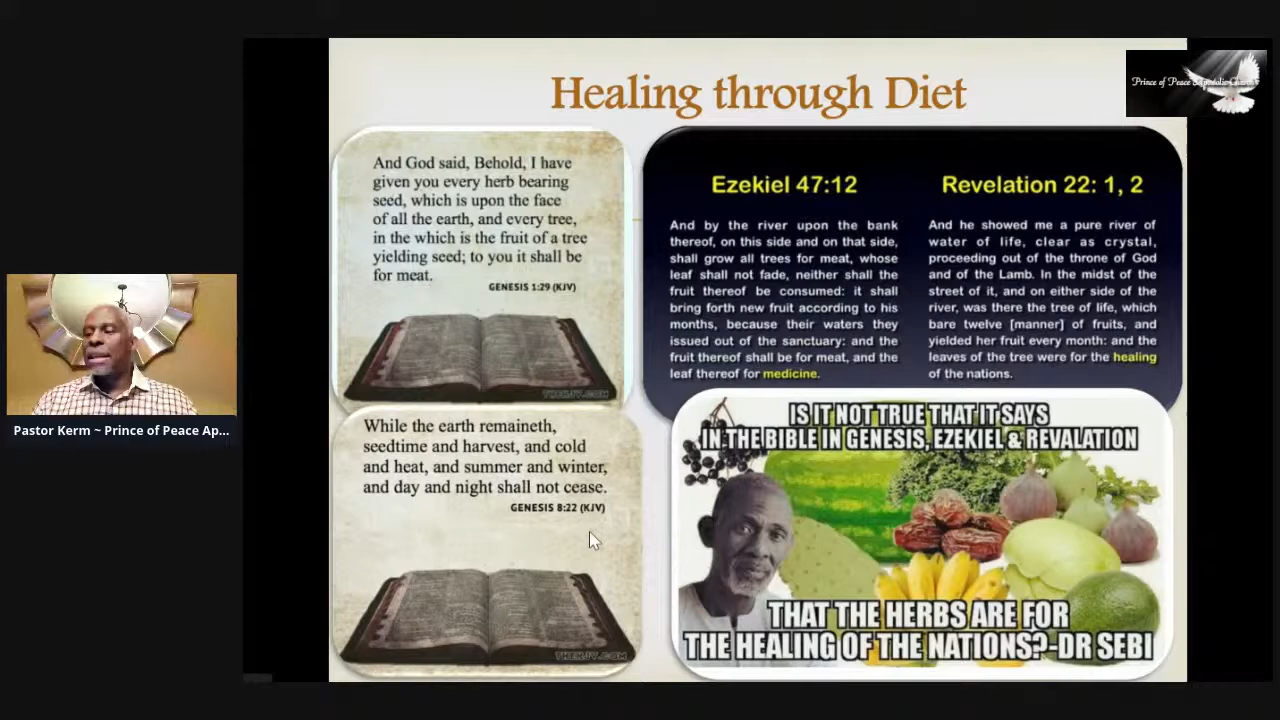 Healing through Diet
Prince of Peace Apostolic Church
And God said, Behold, I have
given you every herb bearing
seed, which is upon the face
of all the earth, and every tree,
in the which is the fruit of a tree
yielding seed; to you it shall be
for meat.
GENESIS 1:29 (KJV)
THEKJV.COM
While the earth remaineth,
seedtime and harvest, and cold
and heat, and summer and winter,
and day and night shall not cease.
GENESIS 8:22 (KJV)
THEKJV.COM
Ezekiel 47:12
And by the river upon the bank
thereof, on this side and on that side,
shall grow all trees for meat, whose
leaf shall not fade, neither shall the
fruit thereof be consumed: it shall
bring forth new fruit according to his
months, because their waters they
issued out of the sanctuary: and the
fruit thereof shall be for meat, and the
leaf thereof for medicine.
Revelation 22: 1, 2
And he showed me a pure river of
water of life, clear as crystal,
proceeding out of the throne of God
and of the Lamb. In the midst of the
street of it, and on either side of the
river, was there the tree of life, which
bare twelve [manner] of fruits, and
yielded her fruit every month: and the
leaves of the tree were for the healing
of the nations.
IS IT NOT TRUE THAT IT SAYS
IN THE BIBLE IN GENESIS, EZEKIEL & REVALATION
THAT THE HERBS ARE FOR
THE HEALING OF THE NATIONS?-DR SEBI
Pastor Kerm ~ Prince of Peace Ap...